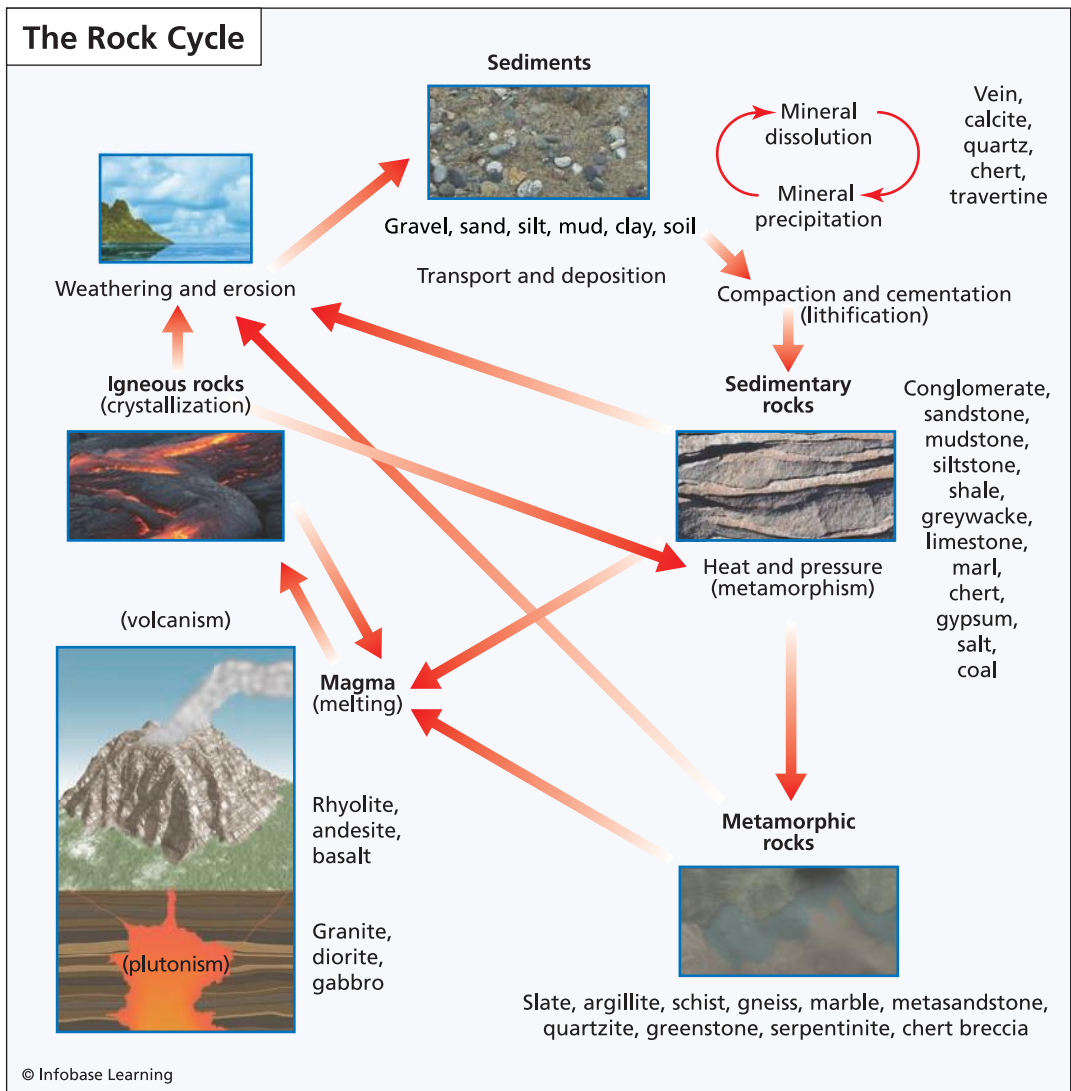 The Rock Cycle
Sediments
Gravel, sand, silt, mud, clay, soil
Transport and deposition
Mineral
dissolution
Mineral
precipitation
Vein,
calcite,
quartz,
chert,
travertine
Weathering and erosion
Compaction and cementation
(lithification)
Igneous rocks
(crystallization)
Sedimentary
rocks
Conglomerate,
sandstone,
mudstone,
siltstone,
shale,
greywacke,
limestone,
marl,
chert,
gypsum,
salt,
coal
Heat and pressure
(metamorphism)
(volcanism)
Magma
(melting)
Rhyolite,
andesite,
basalt
Granite,
diorite,
gabbro
(plutonism)
Metamorphic
rocks
Slate, argillite, schist, gneiss, marble, metasandstone,
quartzite, greenstone, serpentinite, chert breccia
© Infobase Learning